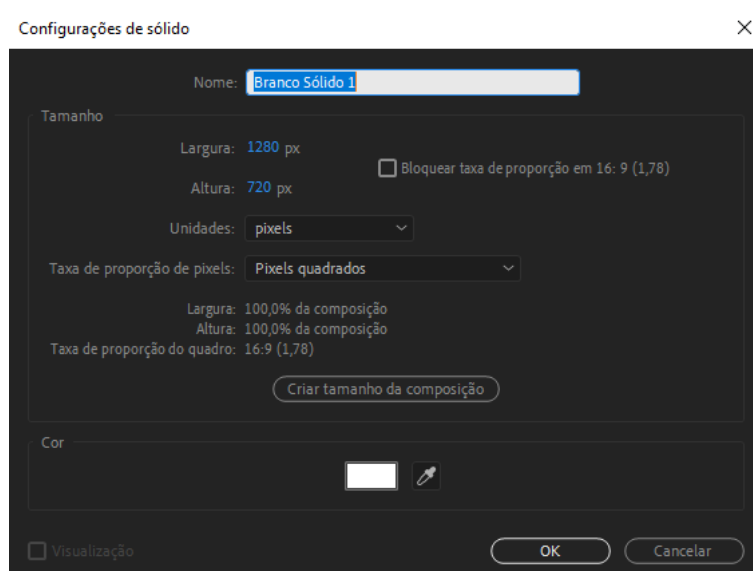 Configurações de sólido
Nome: Branco Sólido 1
Tamanho
Largura: 1280 px
Bloquear taxa de proporção em 16: 9 (1,78)
Altura: 720 px
Unidades: pixels
Taxa de proporção de pixels: Pixels quadrados
Largura: 100,0% da composição
Altura: 100,0% da composição
Taxa de proporção do quadro: 16:9 (1,78)
Criar tamanho da composição
Cor
Visualização
OK
Cancelar